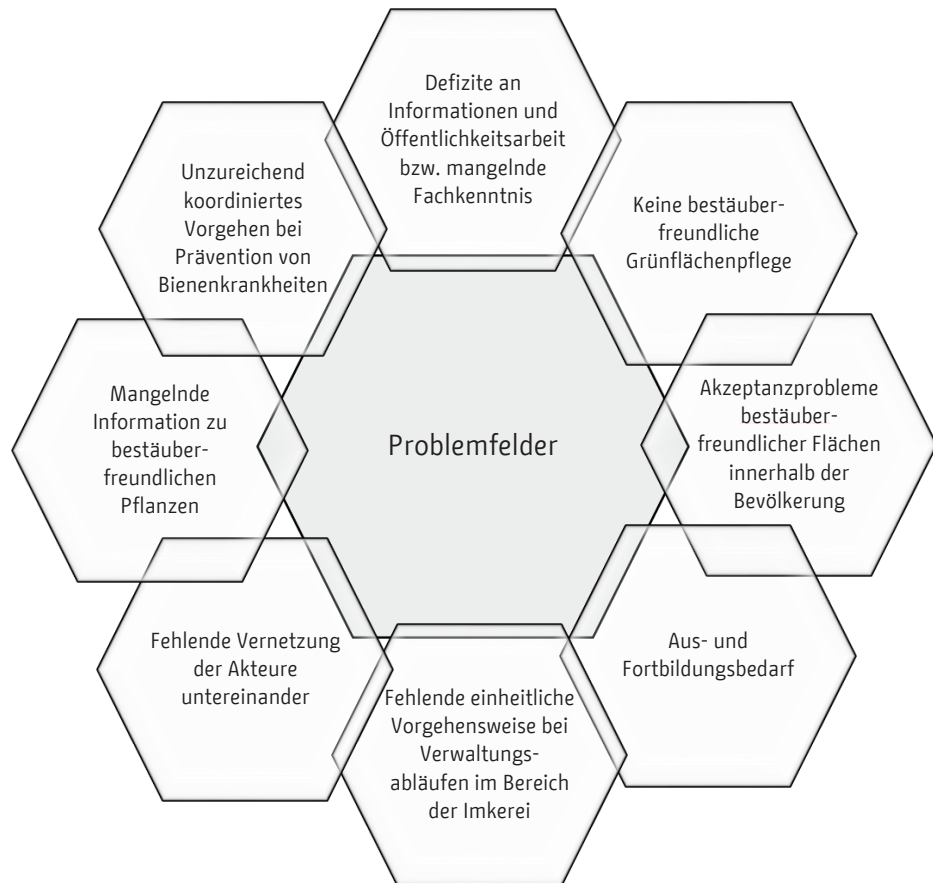 Defizite an
Informationen und
Öffentlichkeitsarbeit
bzw. mangelnde
Fachkenntnis
Keine bestäuber-
freundliche
Grünflächenpflege
Akzeptanzprobleme
bestäuber-
freundlicher Flächen
innerhalb der
Bevölkerung
Aus- und
Fortbildungsbedarf
Fehlende einheitliche
Vorgehensweise bei
Verwaltungs-
abläufen im Bereich
der Imkerei
Fehlende Vernetzung
der Akteure
untereinander
Mangelnde
Information zu
bestäuber-
freundlichen
Pflanzen
Unzureichend
koordiniertes
Vorgehen bei
Prävention von
Bienenkrankheiten
Problemfelder